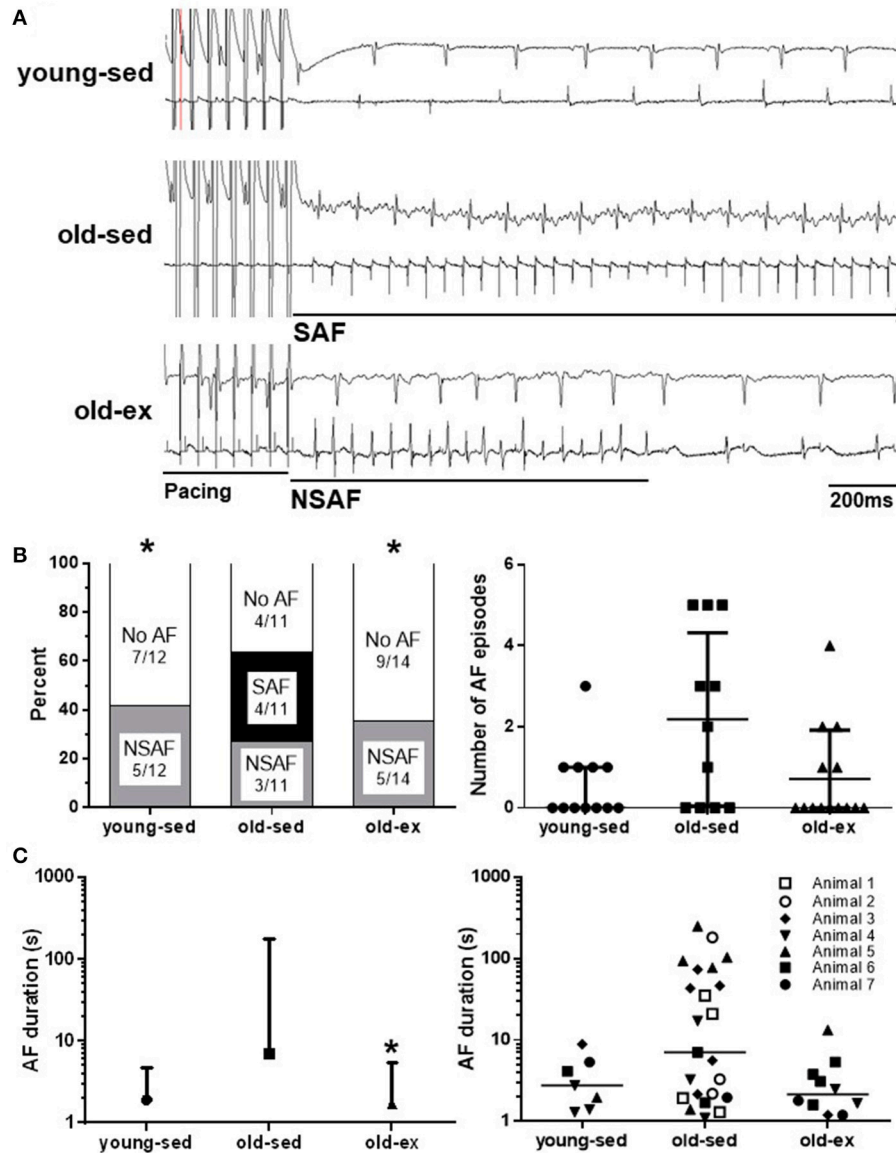 A
young-sed
old-sed
SAF
old-ex
Pacing
NSAF
200ms
B
Percent
100
80
60
40
20
0
*
*
No AF
7/12
NSAF
5/12
No AF
4/11
SAF
4/11
NSAF
3/11
No AF
9/14
NSAF
5/14
young-sed
old-sed
old-ex
Number of AF episodes
6
4
2
0
young-sed
old-sed
old-ex
C
AF duration (s)
1000
100
10
1
*
young-sed
old-sed
old-ex
AF duration (s)
1000
100
10
1
Animal 1
Animal 2
Animal 3
Animal 4
Animal 5
Animal 6
Animal 7
young-sed
old-sed
old-ex